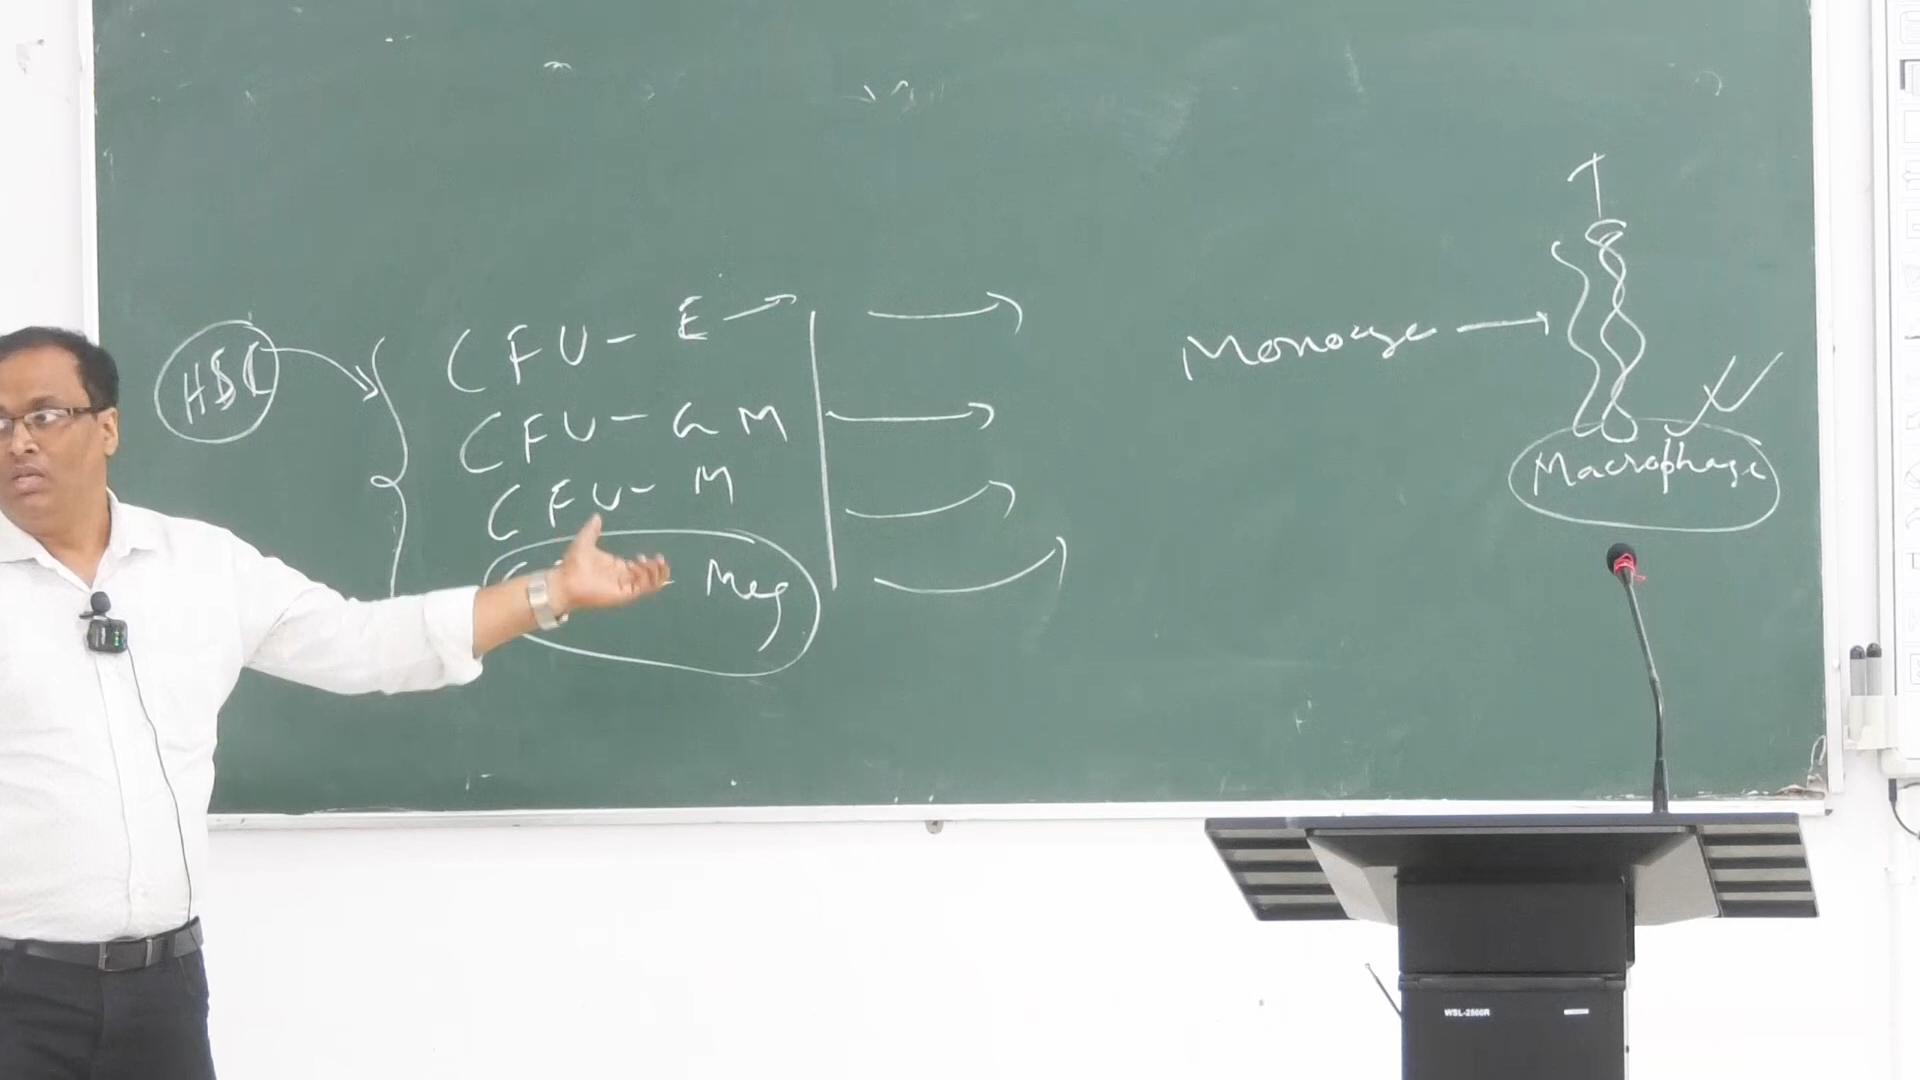 HSC
CFU- E
CFU- GM
CFU- M
Meg
Monocyte
Macrophage
WSL-2500R